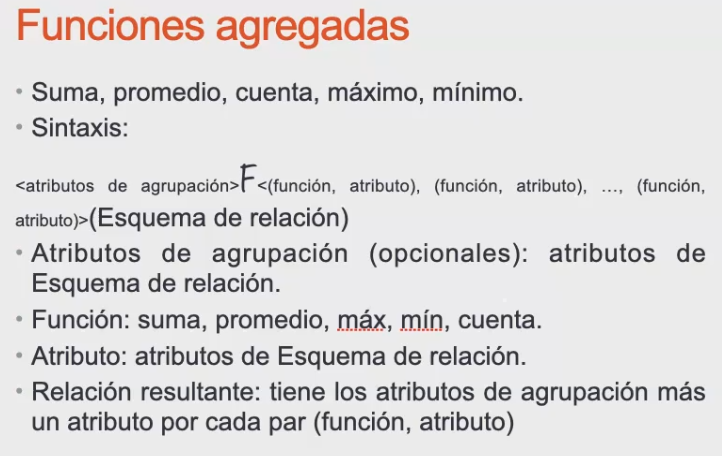 Funciones agregadas
• Suma, promedio, cuenta, máximo, mínimo.
• Sintaxis:
<atributos de agrupación>F<(función, atributo), (función, atributo), …, (función,
atributo)>(Esquema de relación)
• Atributos de agrupación (opcionales): atributos de
Esquema de relación.
• Función: suma, promedio, máx, mín, cuenta.
• Atributo: atributos de Esquema de relación.
• Relación resultante: tiene los atributos de agrupación más
un atributo por cada par (función, atributo)